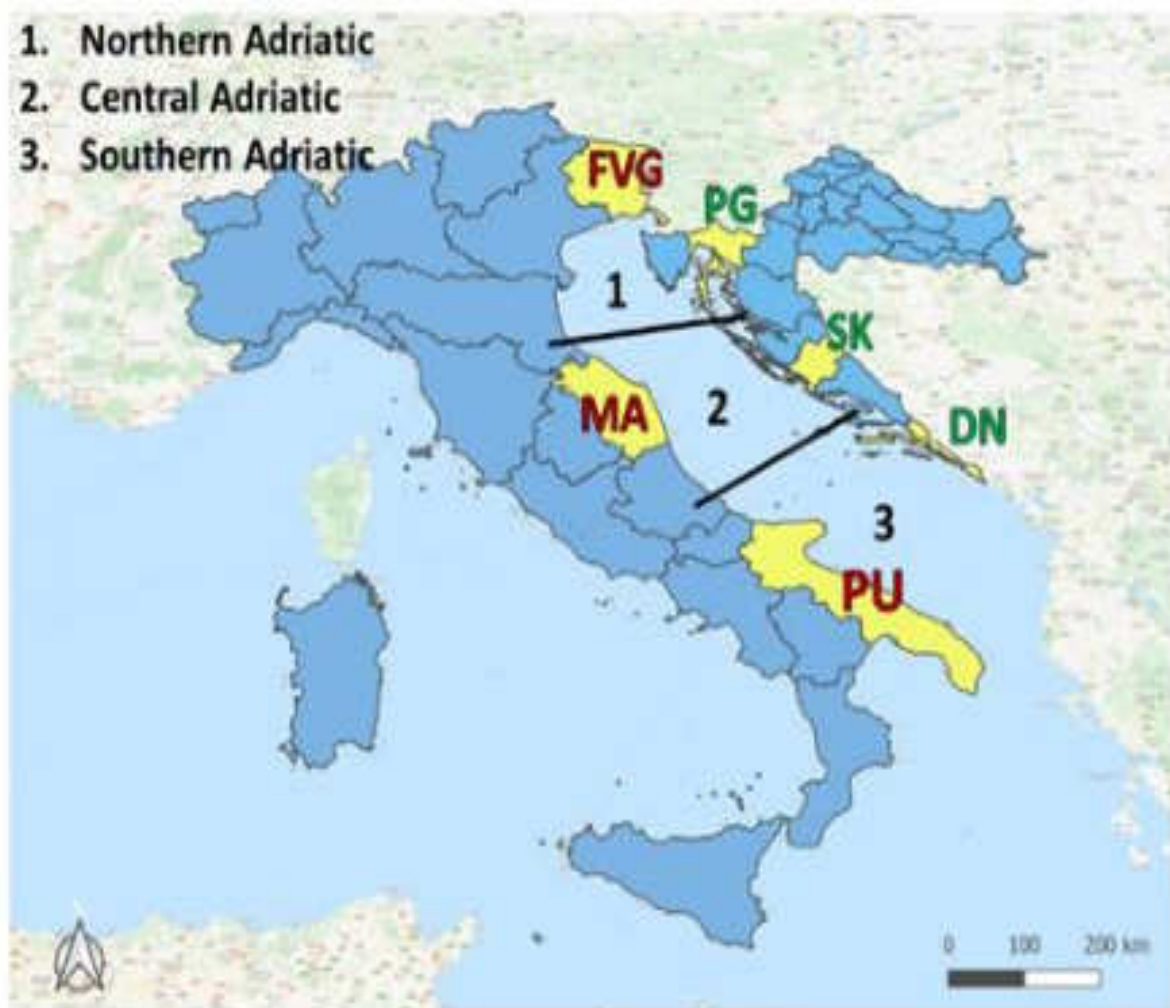 1. Northern Adriatic
2. Central Adriatic
3. Southern Adriatic
FVG
PG
1
SK
MA
2
DN
3
PU
0 100 200 km